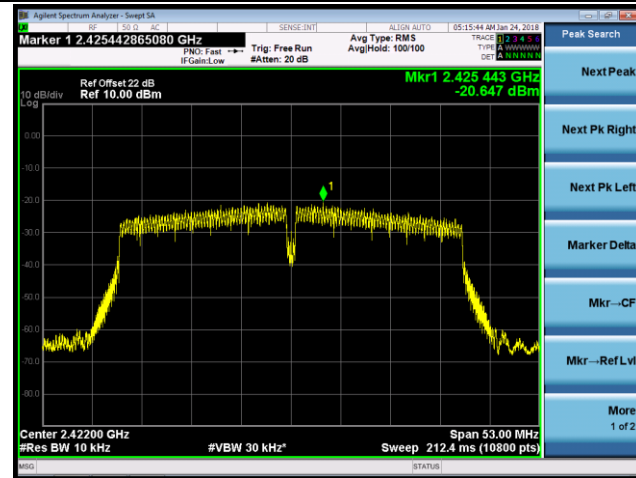 Agilent Spectrum Analyzer - Swept SA
RF 50 Ω AC SENSE:INT ALIGN AUTO 05:15:44 AM Jan 24, 2018
Marker 1 2.425442865080 GHz
PNO: Fast
IFGain:Low
Trig: Free Run
#Atten: 20 dB
Avg Type: RMS
Avg|Hold: 100/100
TRACE 1 2 3 4 5 6
TYPE A WWWWW
DET A N N N N N
Ref Offset 22 dB
Ref 10.00 dBm
10 dB/div
Log
Mkr1 2.425 443 GHz
-20.647 dBm
0.00
-10.0
-20.0
-30.0
-40.0
-50.0
-60.0
-70.0
-80.0
1
Center 2.42200 GHz
#Res BW 10 kHz
#VBW 30 kHz*
Span 53.00 MHz
Sweep 212.4 ms (10800 pts)
MSG
STATUS
Peak Search
Next Peak
Next Pk Right
Next Pk Left
Marker Delta
Mkr→CF
Mkr→Ref Lvl
More
1 of 2